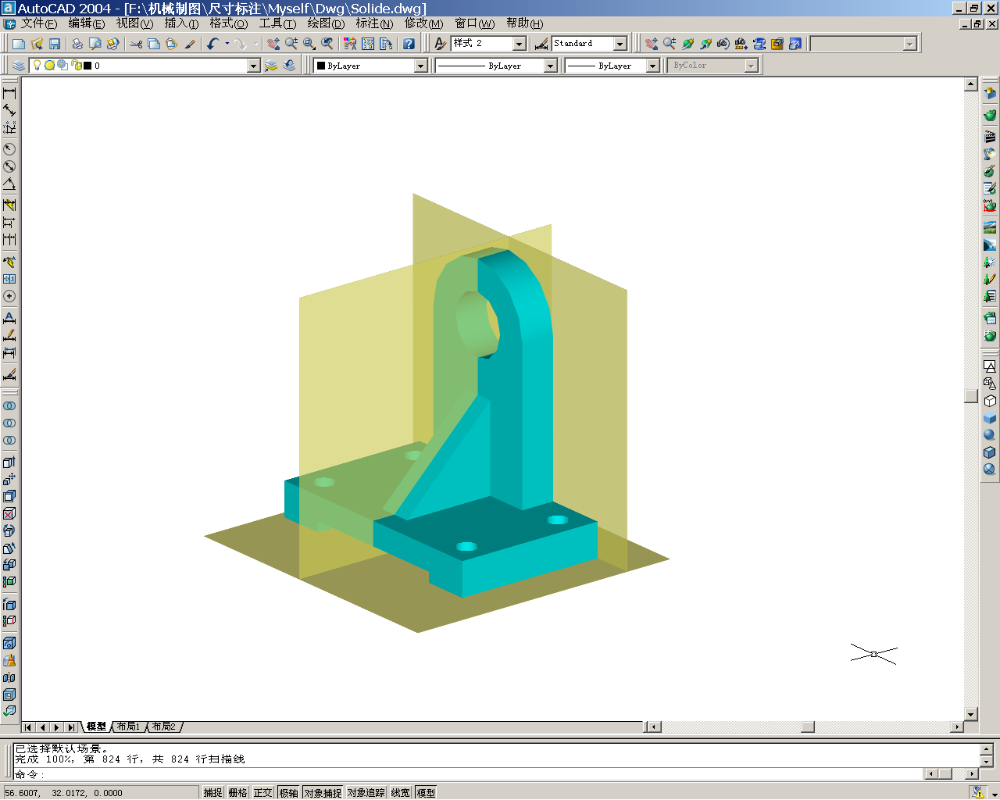 AutoCAD 2004 - [F:\机械制图\尺寸标注\Myself\Dwg\Solide.dwg]
文件(F) 编辑(E) 视图(V) 插入(I) 格式(O) 工具(T) 绘图(D) 标注(N) 修改(M) 窗口(W) 帮助(H)
样式 2 Standard
0 ByLayer ByLayer ByLayer ByColor
模型 布局1 布局2
已选择默认场景。
完成 100%, 第 824 行, 共 824 行扫描线
命令:
56.6007, 32.0172, 0.0000 捕捉 栅格 正交 极轴 对象捕捉 对象追踪 线宽 模型